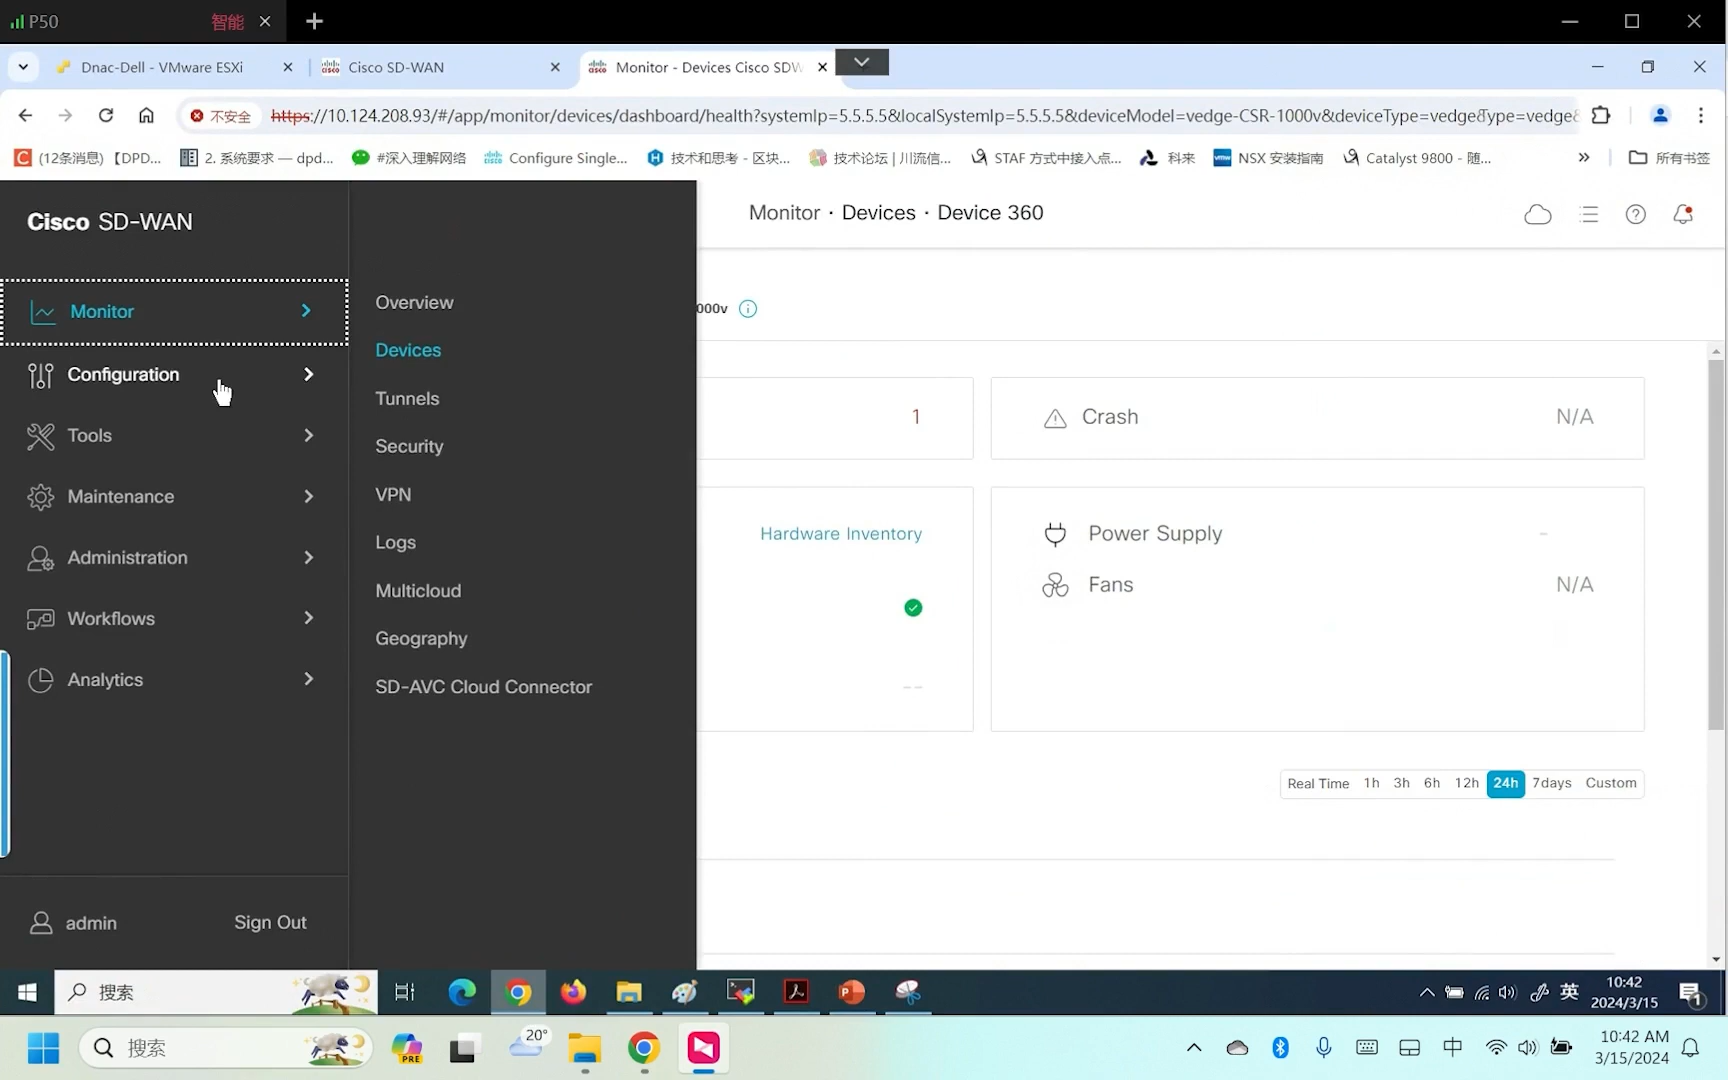 P50 智能
Dnac-Dell - VMware ESXi
Cisco SD-WAN
Monitor - Devices Cisco SDW
不安全 https://10.124.208.93/#/app/monitor/devices/dashboard/health?systemIp=5.5.5.5&localSystemIp=5.5.5.5&deviceModel=vedge-CSR-1000v&deviceType=vedge&type=vedge&
(12条消息) 【DPD... 2. 系统要求 — dpd... #深入理解网络 Configure Single... 技术和思考 - 区块... 技术论坛 | 川流信... STAF 方式中接入点... 科来 NSX 安装指南 Catalyst 9800 - 随... » 所有书签
Cisco SD-WAN
Monitor · Devices · Device 360
Monitor
Configuration
Tools
Maintenance
Administration
Workflows
Analytics
admin Sign Out
Overview
Devices
Tunnels
Security
VPN
Logs
Multicloud
Geography
SD-AVC Cloud Connector
000v
1
Crash N/A
Hardware Inventory
--
Power Supply -
Fans N/A
Real Time 1h 3h 6h 12h 24h 7days Custom
搜索
英
10:42
2024/3/15
1
搜索
PRE
20°
中
10:42 AM
3/15/2024